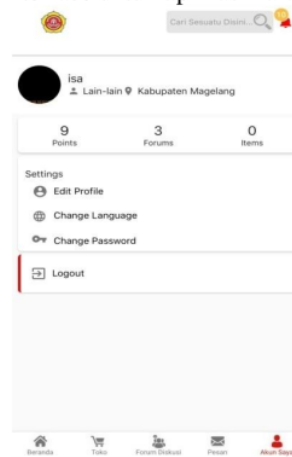 Cari Sesuatu Disini...
isa
Lain-lain Kabupaten Magelang
9 3 0
Points Forums Items
Settings
Edit Profile
Change Language
Change Password
Logout
Beranda Toko Forum Diskusi Pesan Akun Saya